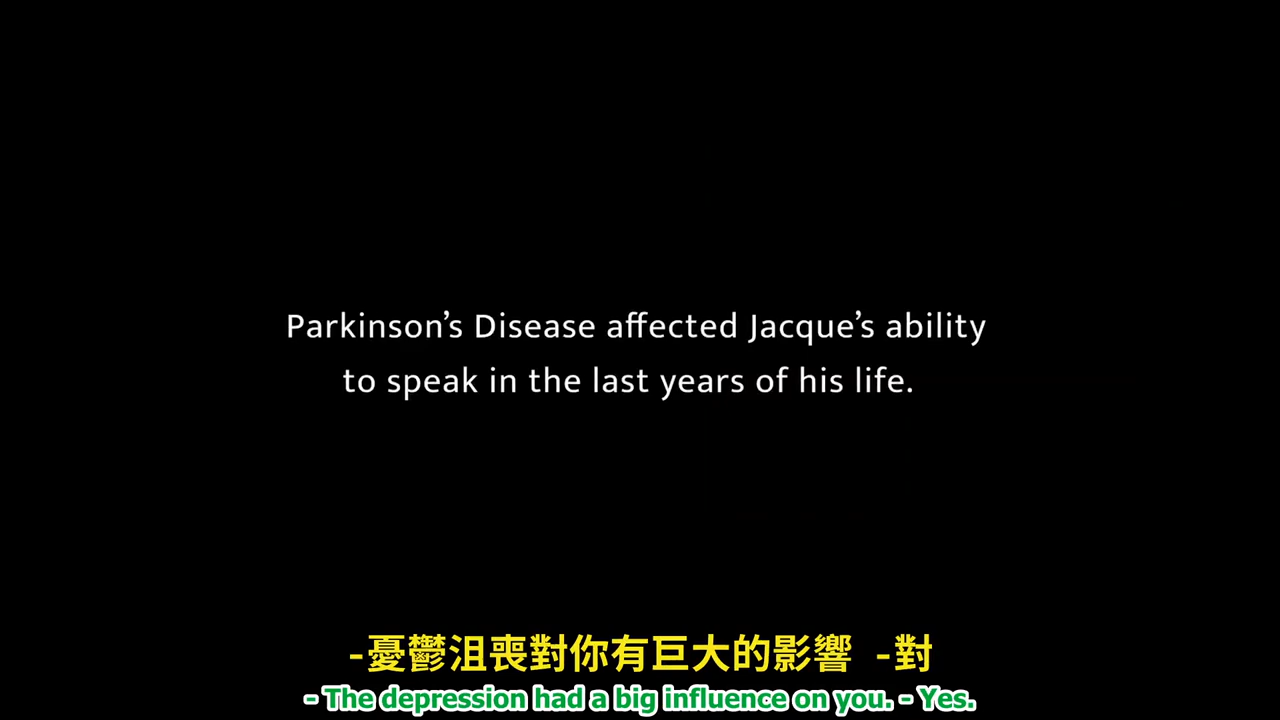 Parkinson’s Disease affected Jacque’s ability
to speak in the last years of his life.
-憂鬱沮喪對你有巨大的影響 -對
- The depression had a big influence on you. - Yes.